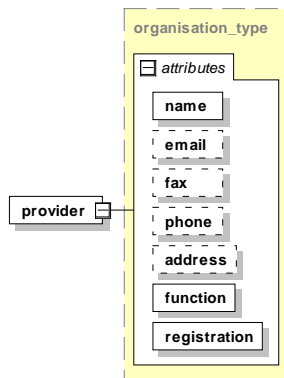 organisation_type
attributes
name
email
fax
phone
provider
address
function
registration